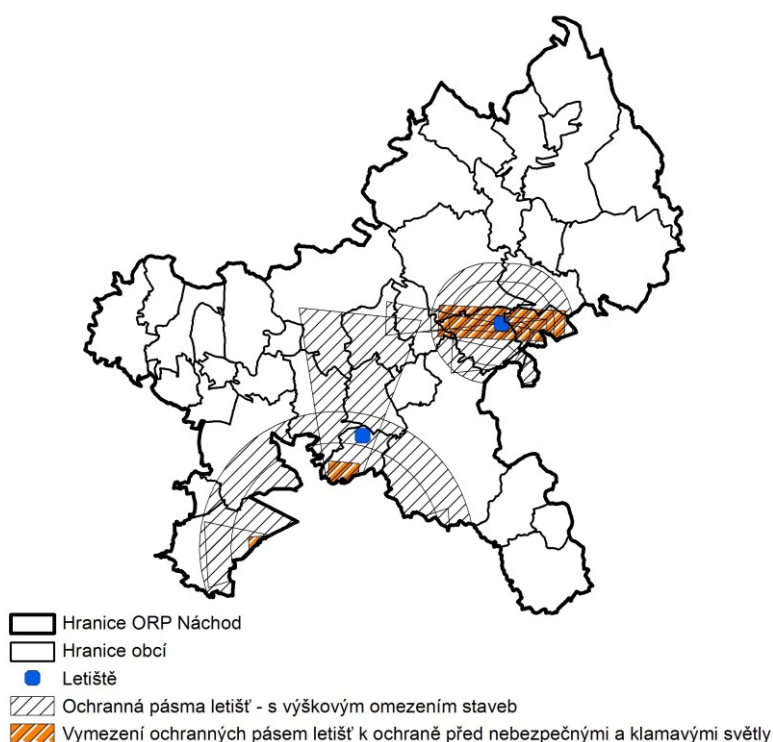 Hranice ORP Náchod
Hranice obcí
Letiště
Ochranná pásma letišť - s výškovým omezením staveb
Vymezení ochranných pásem letišť k ochraně před nebezpečnými a klamavými světly